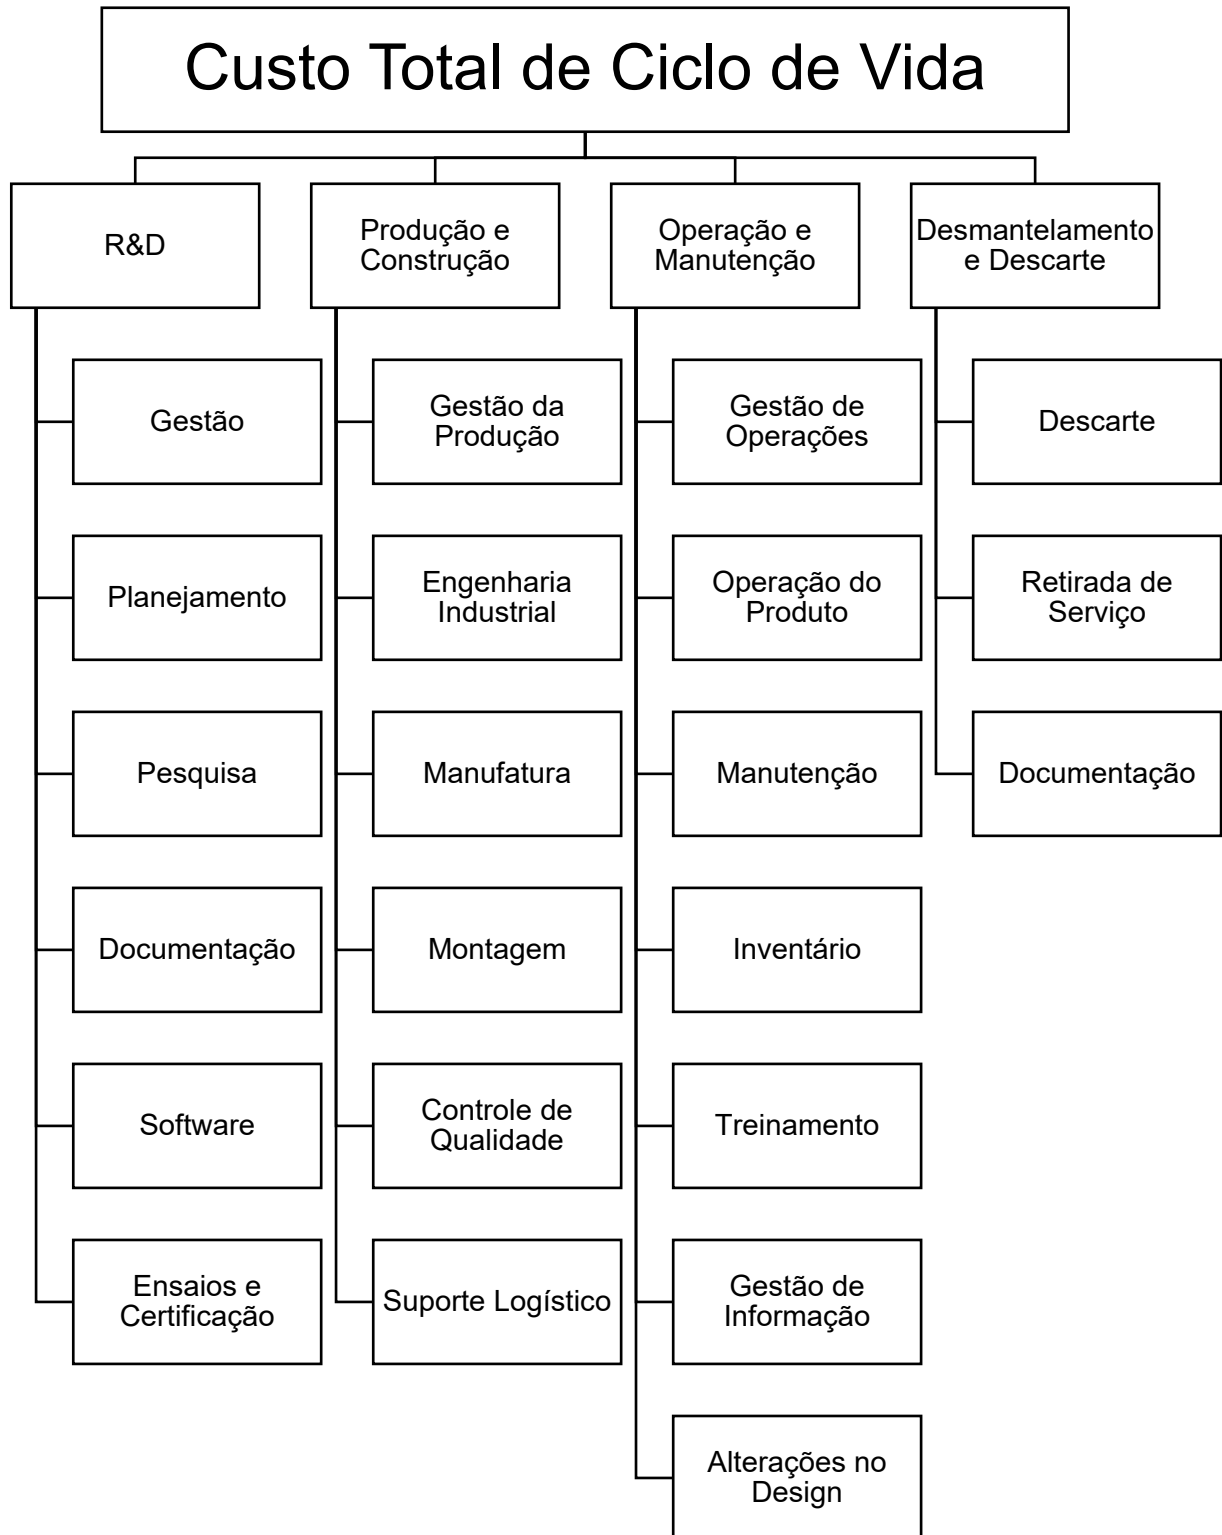 Custo Total de Ciclo de Vida
R&D
Produção e
Construção
Operação e
Manutenção
Desmantelamento
e Descarte
Gestão
Gestão da
Produção
Gestão de
Operações
Descarte
Planejamento
Engenharia
Industrial
Operação do
Produto
Retirada de
Serviço
Pesquisa
Manufatura
Manutenção
Documentação
Documentação
Montagem
Inventário
Software
Controle de
Qualidade
Treinamento
Ensaios e
Certificação
Suporte Logístico
Gestão de
Informação
Alterações no
Design